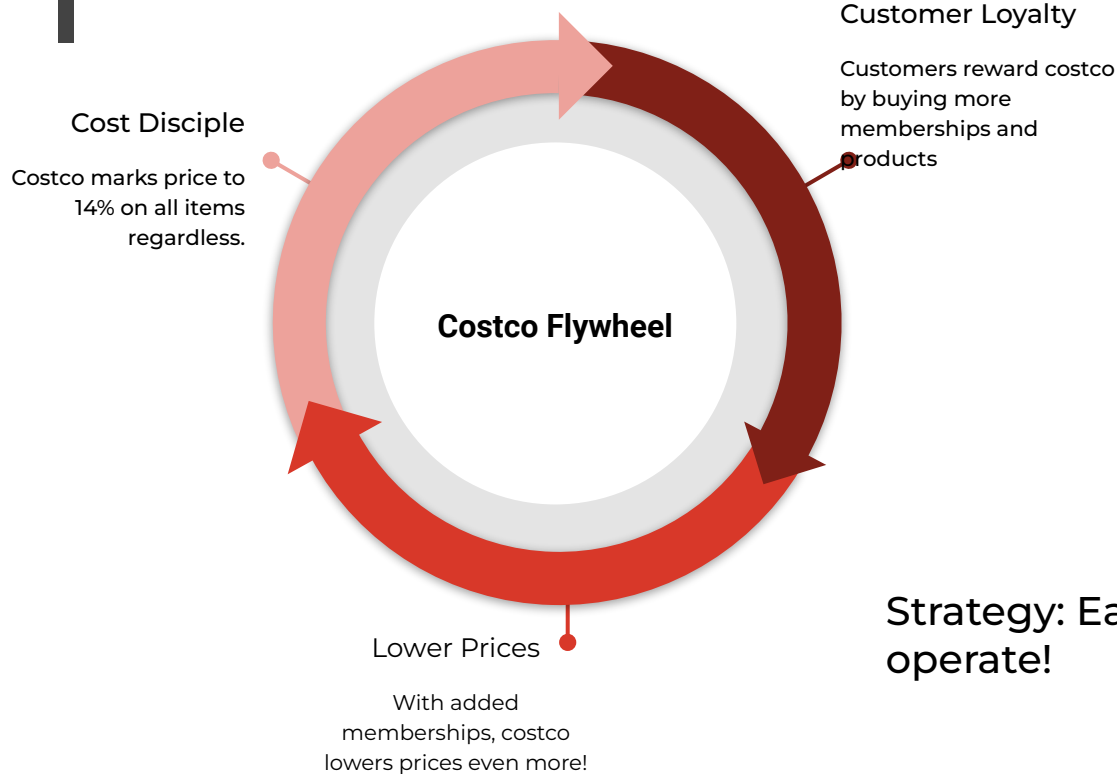 Customer Loyalty
Customers reward costco
by buying more
memberships and
products
Cost Disciple
Costco marks price to
14% on all items
regardless.
Costco Flywheel
Strategy: Ea
operate!
Lower Prices
With added
memberships, costco
lowers prices even more!